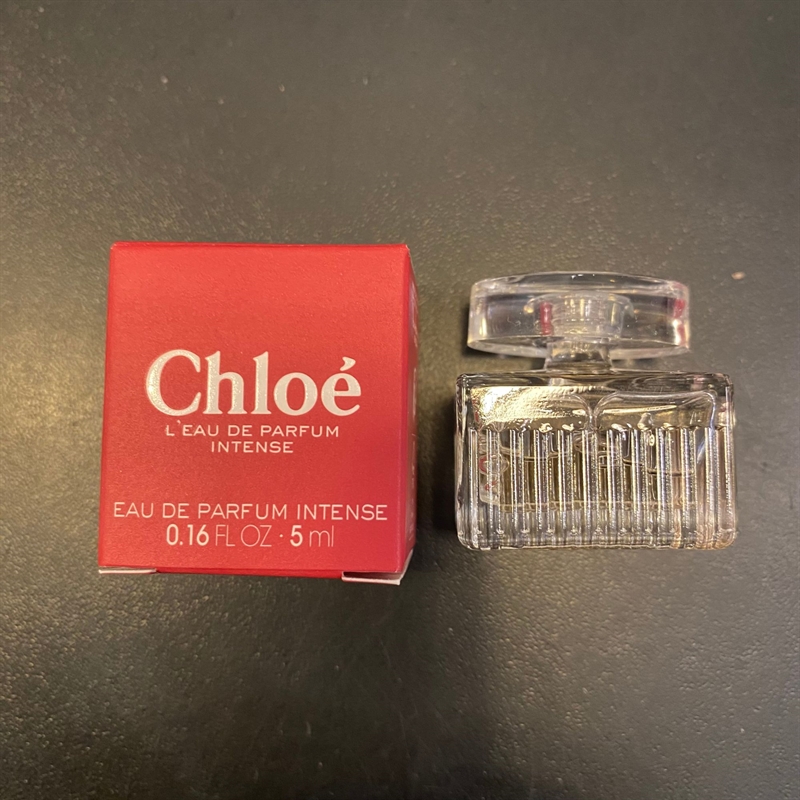 Chloé
L'EAU DE PARFUM
INTENSE
EAU DE PARFUM INTENSE
0.16 FL OZ · 5 ml